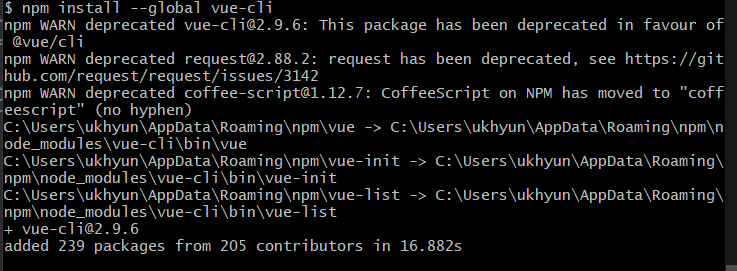 $ npm install --global vue-cli
npm WARN deprecated vue-cli@2.9.6: This package has been deprecated in favour of
 @vue/cli
npm WARN deprecated request@2.88.2: request has been deprecated, see https://git
hub.com/request/request/issues/3142
npm WARN deprecated coffee-script@1.12.7: CoffeeScript on NPM has moved to "coff
eescript" (no hyphen)
C:\Users\ukhyun\AppData\Roaming\npm\vue -> C:\Users\ukhyun\AppData\Roaming\npm\n
ode_modules\vue-cli\bin\vue
C:\Users\ukhyun\AppData\Roaming\npm\vue-init -> C:\Users\ukhyun\AppData\Roaming\
npm\node_modules\vue-cli\bin\vue-init
C:\Users\ukhyun\AppData\Roaming\npm\vue-list -> C:\Users\ukhyun\AppData\Roaming\
npm\node_modules\vue-cli\bin\vue-list
+ vue-cli@2.9.6
added 239 packages from 205 contributors in 16.882s